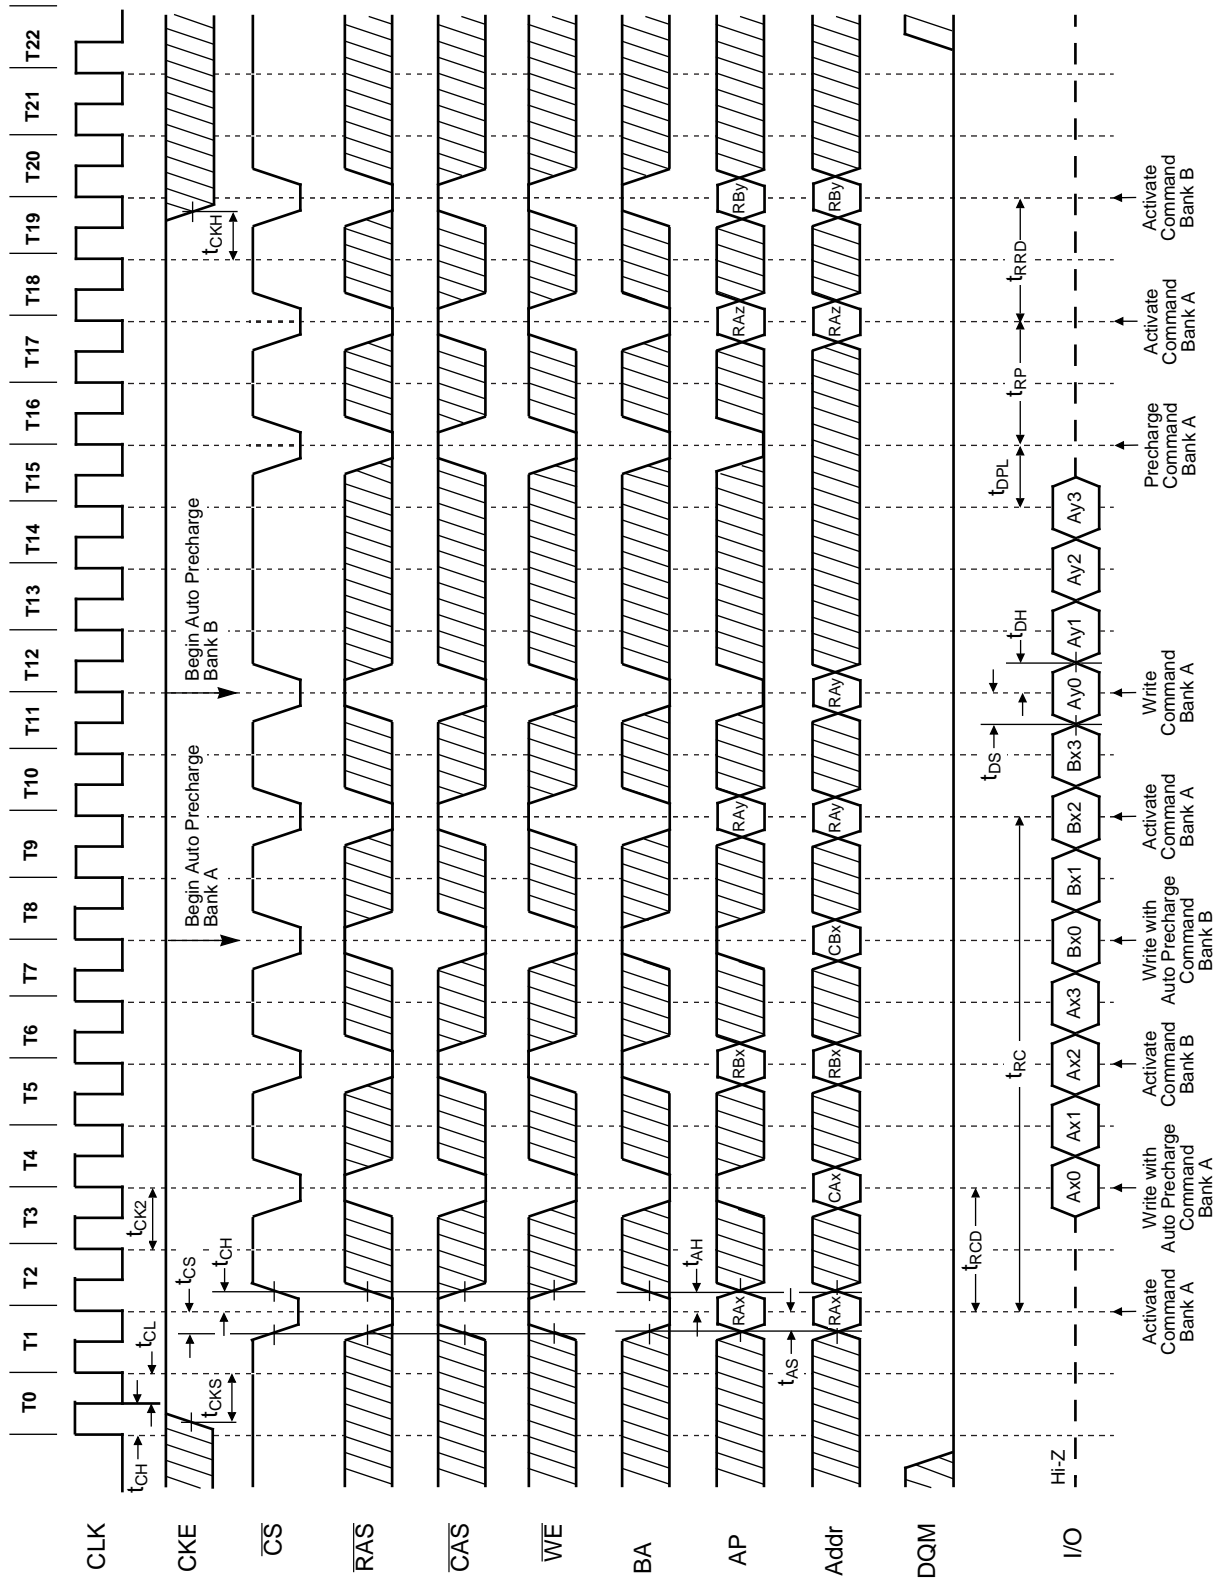 T0 T1 T2 T3 T4 T5 T6 T7 T8 T9 T10 T11 T12 T13 T14 T15 T16 T17 T18 T19 T20 T21 T22
CLK
tCH tCL tCK2
CKE
tCKS
Begin Auto Precharge
Bank A
Begin Auto Precharge
Bank B
tCKH
CS
tCS tCH
RAS
CAS
WE
BA
AP
RAx RBx RAy RAz RBy
tAH
tAS
Addr
RAx CAx RBx CBx RAy RAy RAz RBy
DQM
tRCD
tDS
tDH
tRC
tDPL
tRP
tRRD
I/O
Hi-Z
Ax0 Ax1 Ax2 Ax3 Bx0 Bx1 Bx2 Bx3 Ay0 Ay1 Ay2 Ay3
Activate
Command
Bank A
Write with
Auto Precharge
Command
Bank A
Activate
Command
Bank B
Write with
Auto Precharge
Command
Bank B
Activate
Command
Bank A
Write
Command
Bank A
Precharge
Command
Bank A
Activate
Command
Bank A
Activate
Command
Bank B